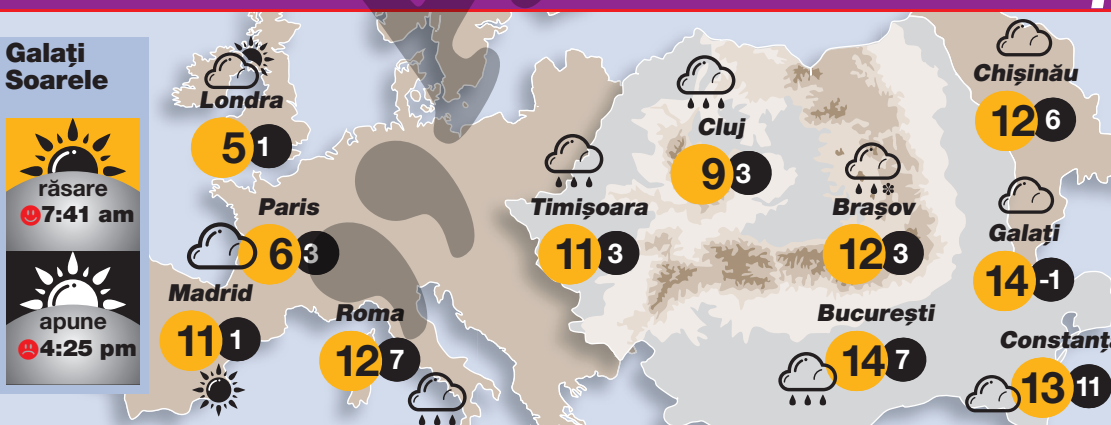 Galați
Soarele
răsare
7:41 am
apune
4:25 pm
Londra
5 1
Paris
6 3
Madrid
11 1
Roma
12 7
Timișoara
11 3
Cluj
9 3
Brașov
12 3
București
14 7
Chișinău
12 6
Galați
14 -1
Constanța
13 11